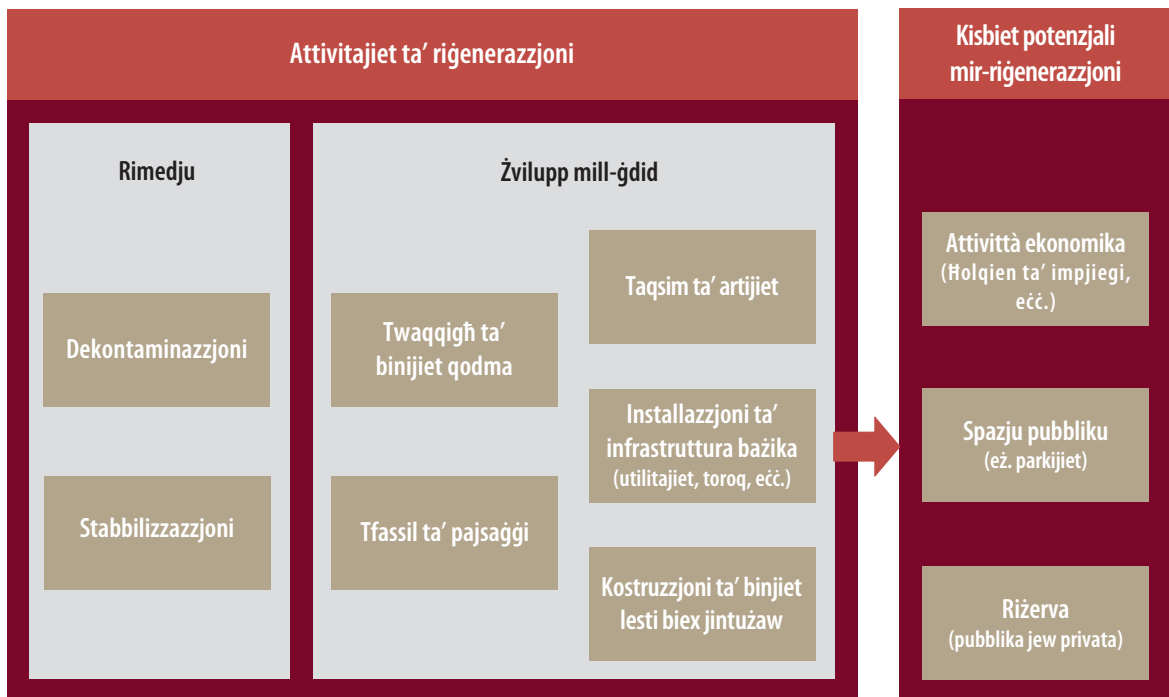 Attivitajiet ta’ riġenerazzjoni
Rimedju
Dekontaminazzjoni
Stabbilizzazzjoni
Żvilupp mill-ġdid
Twaqqigħ ta’
binijiet qodma
Tfassil ta’ pajsaġġi
Taqsim ta’ artijiet
Installazzjoni ta’
infrastruttura bażika
(utilitajiet, toroq, eċċ.)
Kostruzzjoni ta’ binjiet
lesti biex jintużaw
Kisbiet potenzjali
mir-riġenerazzjoni
Attivittà ekonomika
(Ħolqien ta’ impjiegi,
eċċ.)
Spazju pubbliku
(eż. parkijiet)
Riżerva
(pubblika jew privata)